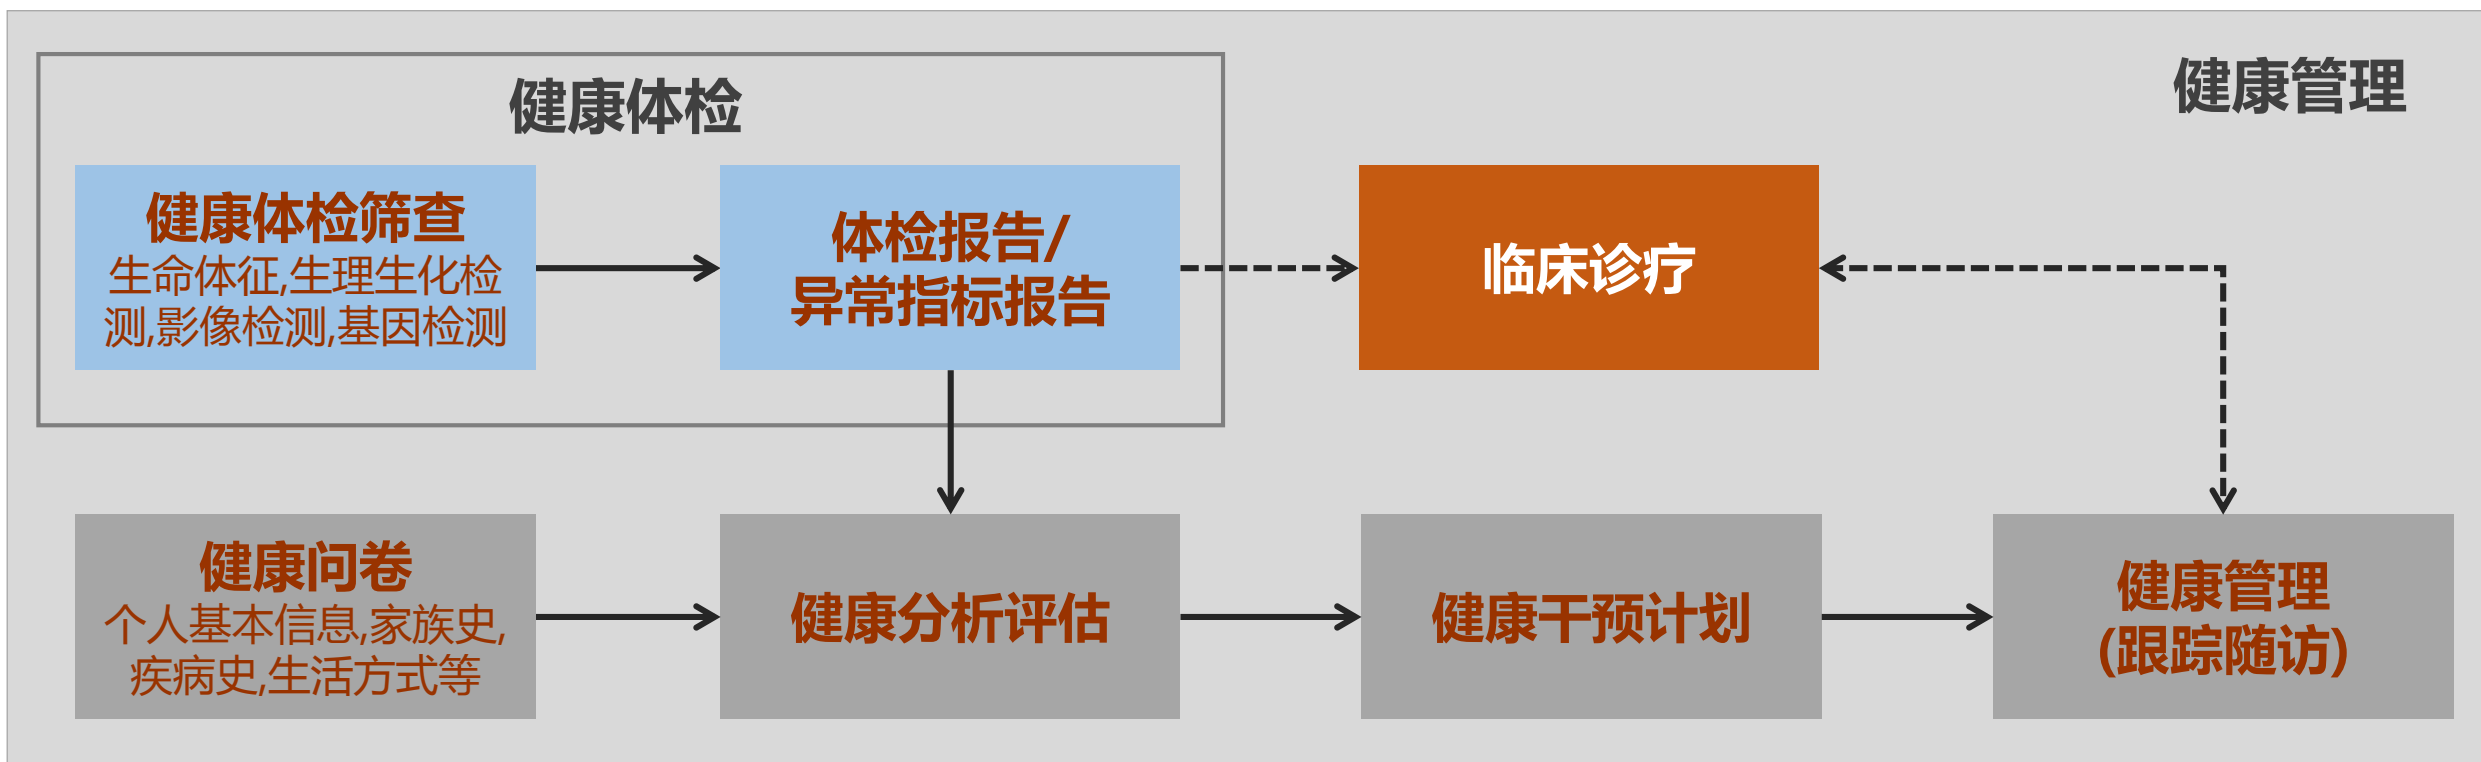 健康体检
健康管理
健康体检筛查
生命体征,生理生化检
测,影像检测,基因检测
体检报告/
异常指标报告
临床诊疗
健康问卷
个人基本信息,家族史,
疾病史,生活方式等
健康分析评估
健康干预计划
健康管理
(跟踪随访)